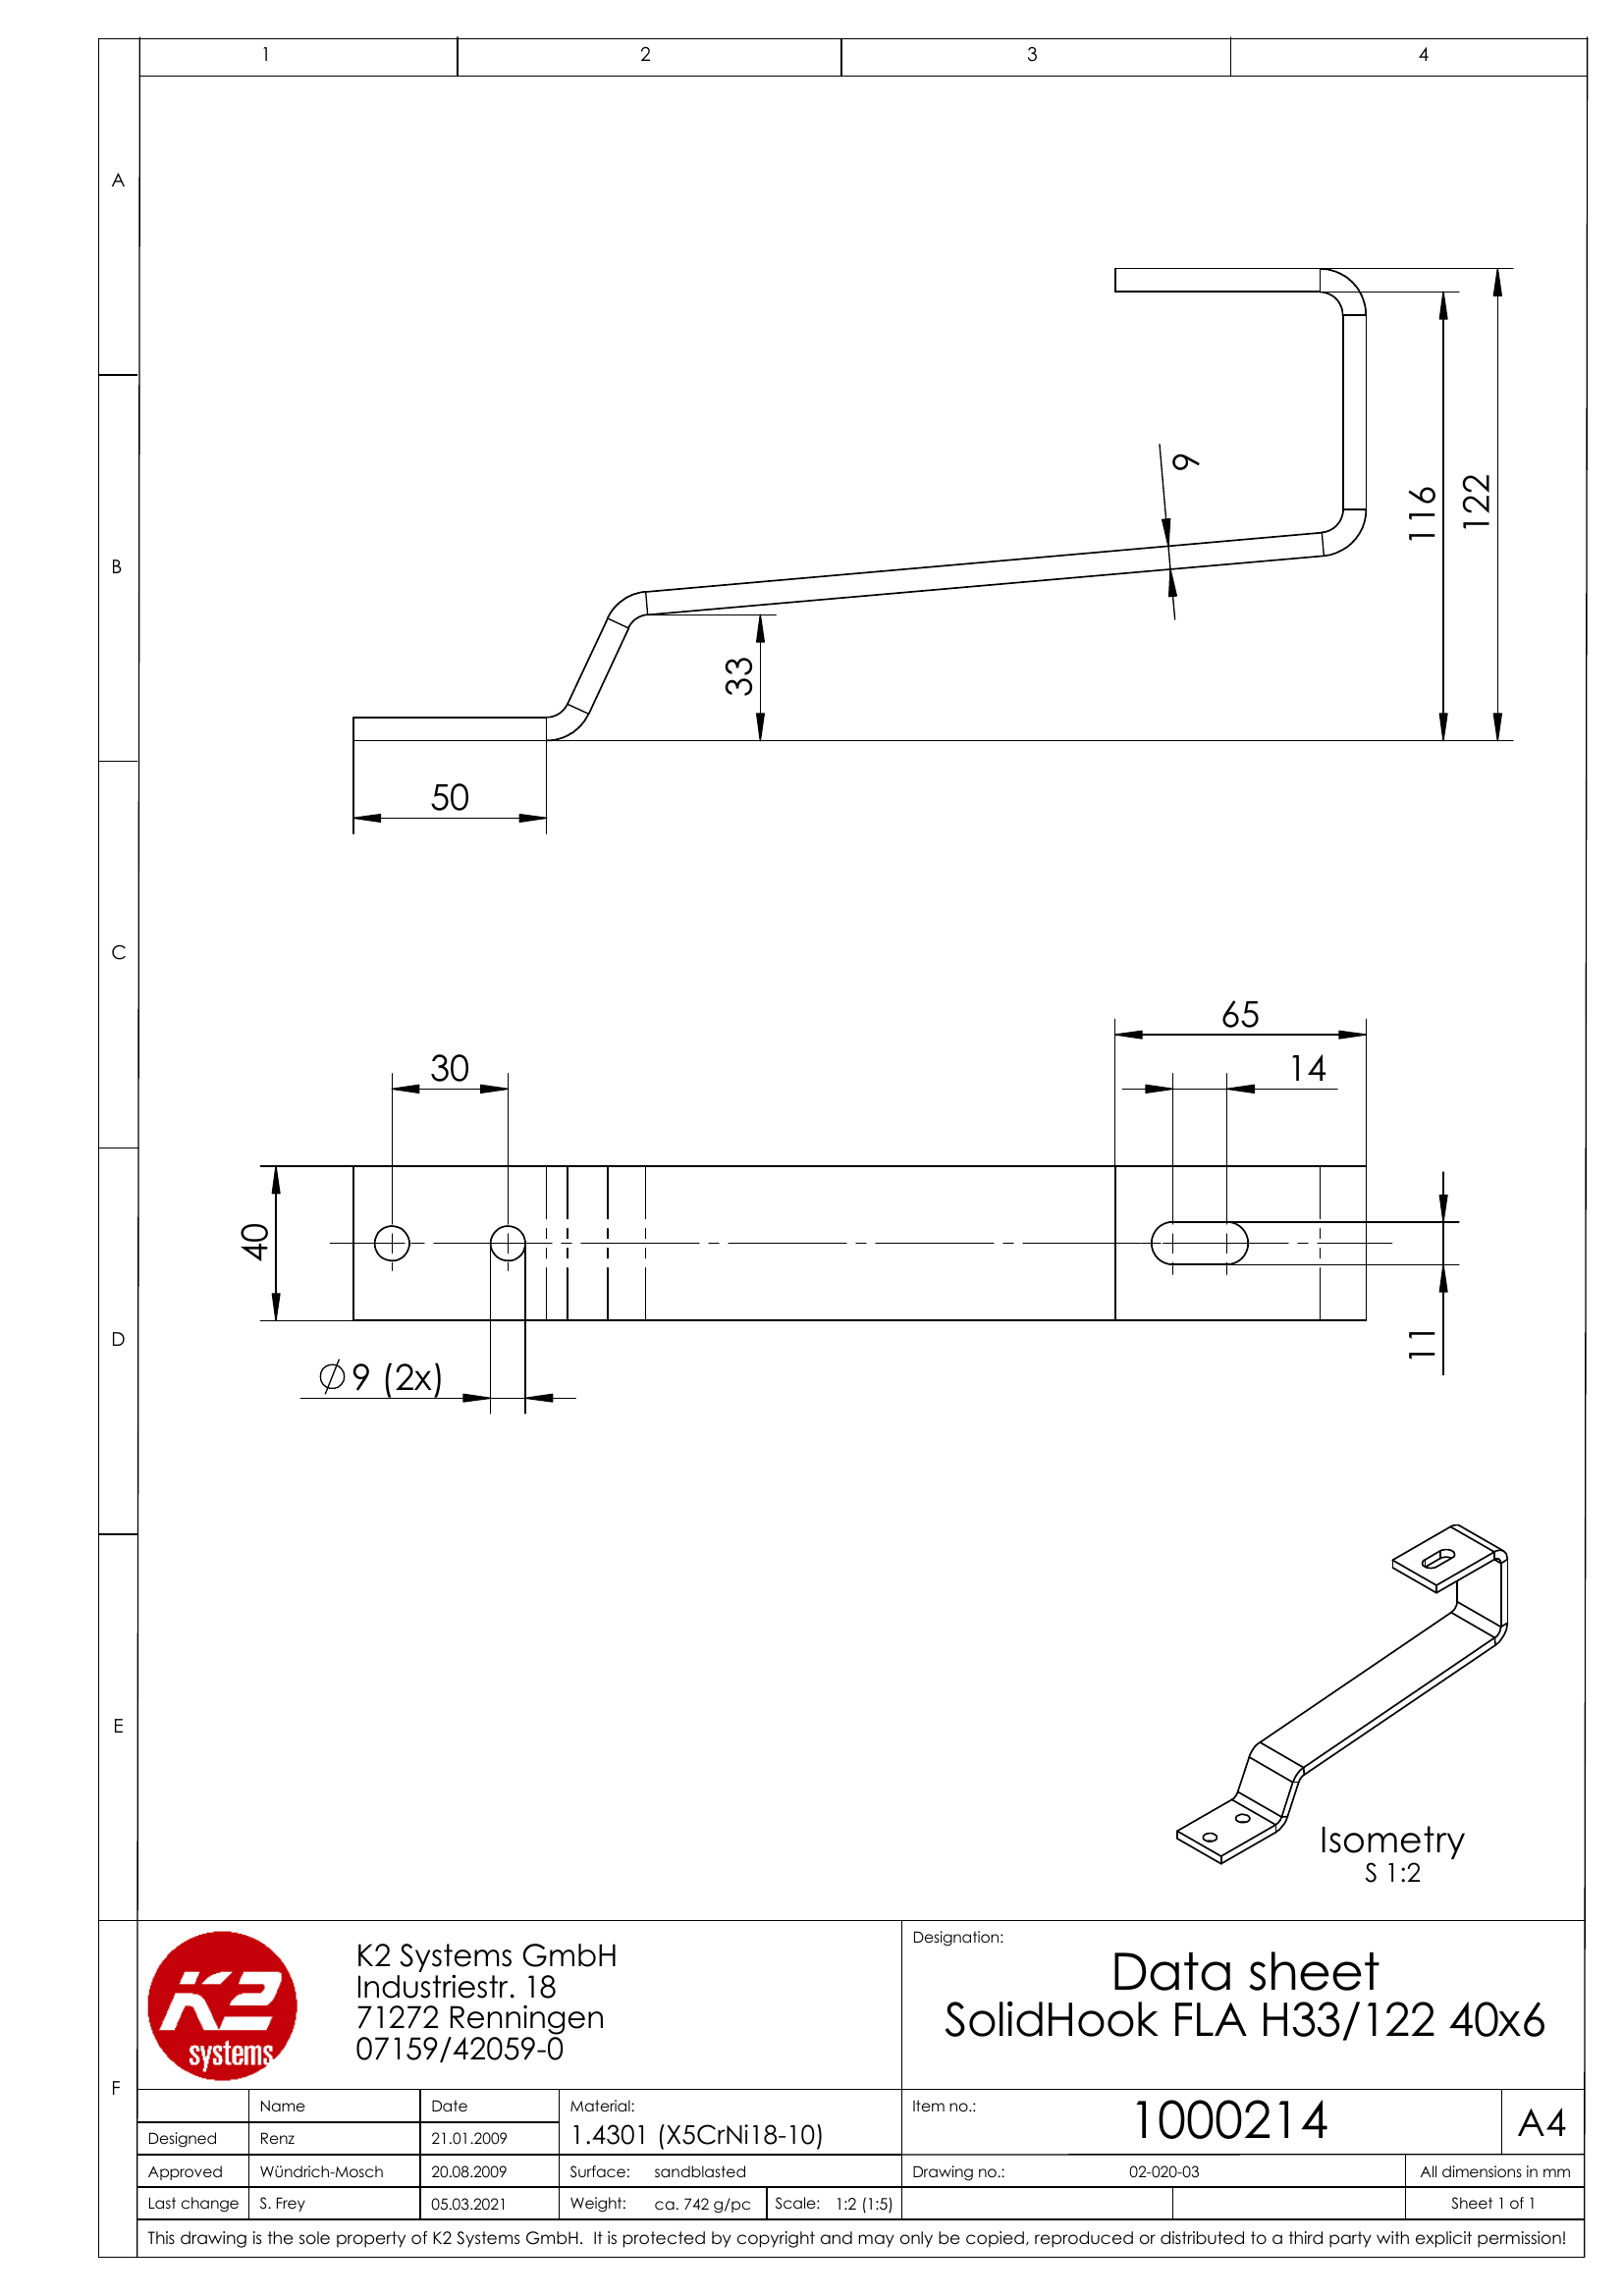 1 2 3 4
A
B
C
D
E
F
122
116
6
33
50
65
30
14
40
11
Ø9 (2x)
Isometry
S 1:2
K2
systems
K2 Systems GmbH
Industriestr. 18
71272 Renningen
07159/42059-0
Designation:
Data sheet
SolidHook FLA H33/122 40x6
Name Date Material:
1.4301 (X5CrNi18-10)
Item no.: 1000214 A4
Designed Renz 21.01.2009
Approved Wündrich-Mosch 20.08.2009 Surface: sandblasted Drawing no.: 02-020-03 All dimensions in mm
Last change S. Frey 05.03.2021 Weight: ca. 742 g/pc Scale: 1:2 (1:5) Sheet 1 of 1
This drawing is the sole property of K2 Systems GmbH. It is protected by copyright and may only be copied, reproduced or distributed to a third party with explicit permission!